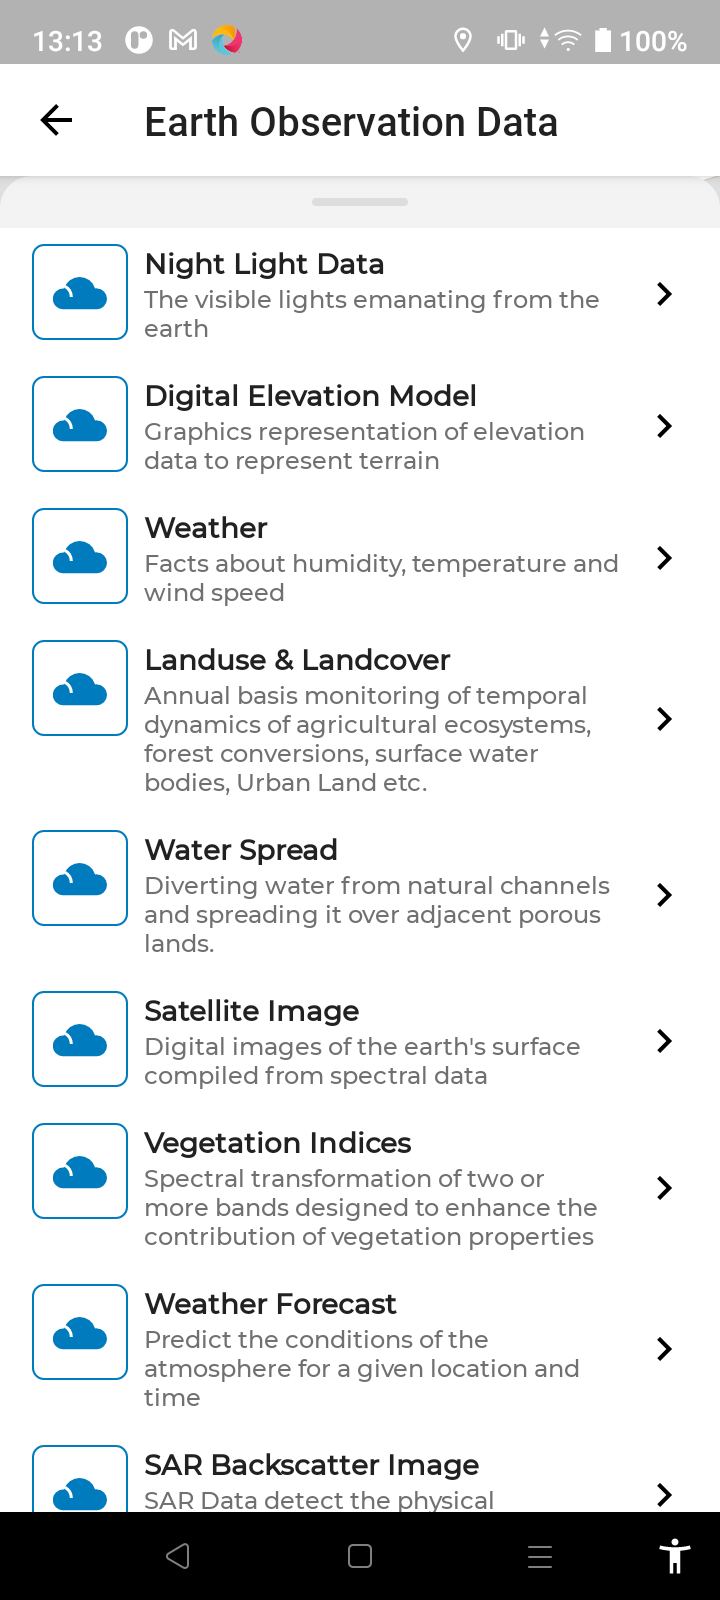 13:13
100%
Earth Observation Data
Night Light Data
The visible lights emanating from the
earth
Digital Elevation Model
Graphics representation of elevation
data to represent terrain
Weather
Facts about humidity, temperature and
wind speed
Landuse & Landcover
Annual basis monitoring of temporal
dynamics of agricultural ecosystems,
forest conversions, surface water
bodies, Urban Land etc.
Water Spread
Diverting water from natural channels
and spreading it over adjacent porous
lands.
Satellite Image
Digital images of the earth's surface
compiled from spectral data
Vegetation Indices
Spectral transformation of two or
more bands designed to enhance the
contribution of vegetation properties
Weather Forecast
Predict the conditions of the
atmosphere for a given location and
time
SAR Backscatter Image
SAR Data detect the physical